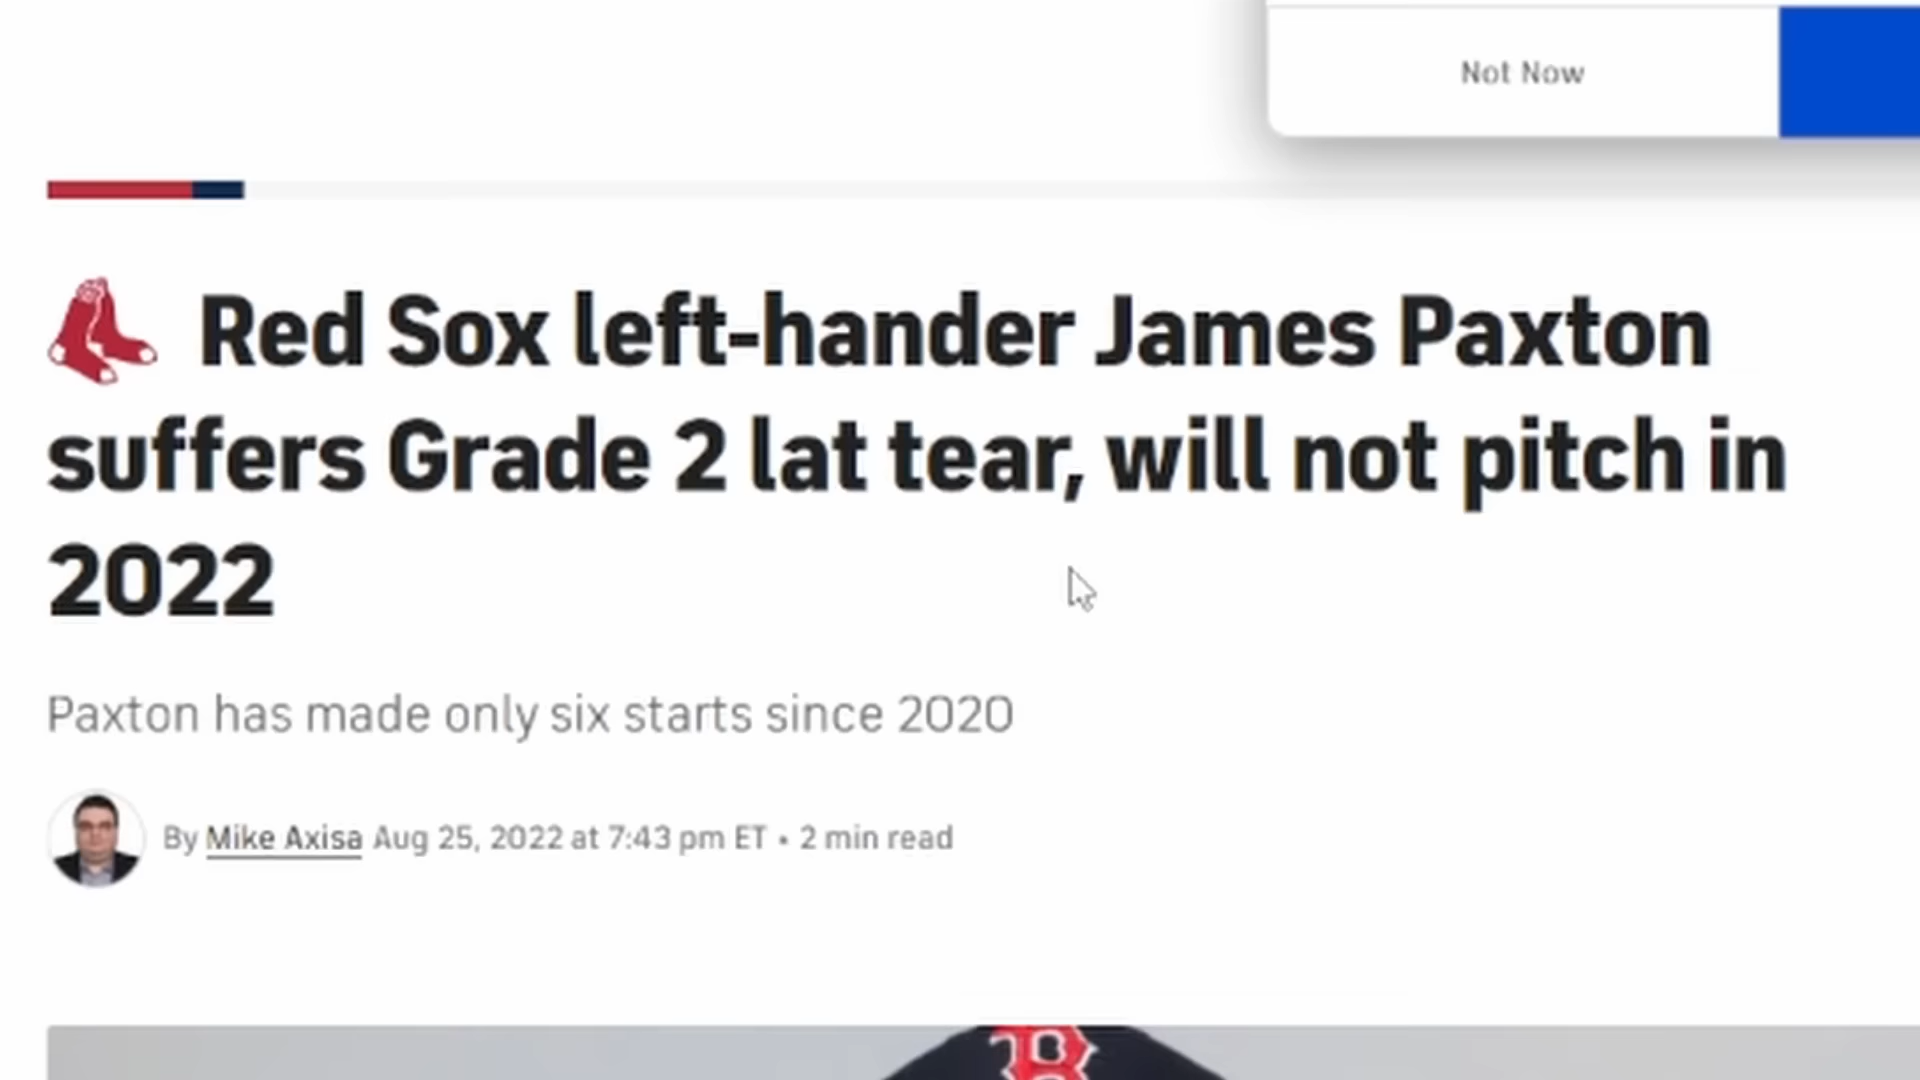 Not Now
Red Sox left-hander James Paxton
suffers Grade 2 lat tear, will not pitch in
2022
Paxton has made only six starts since 2020
By Mike Axisa Aug 25, 2022 at 7:43 pm ET • 2 min read
B